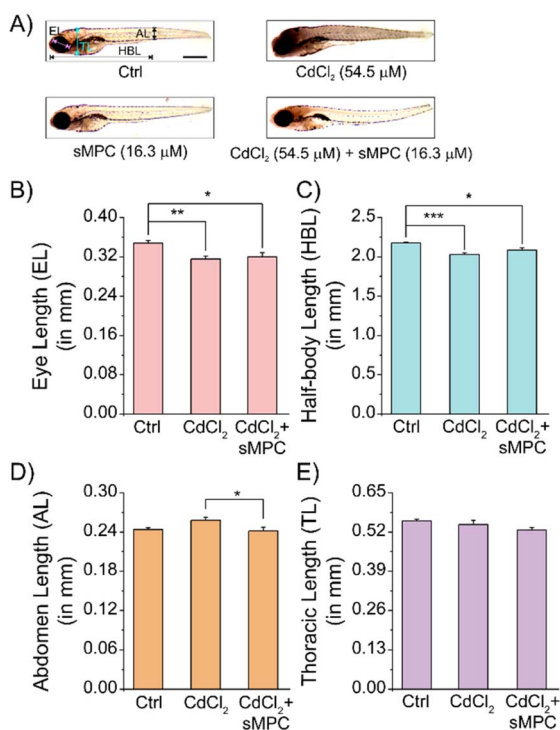 A)
EL
TL
AL
HBL
Ctrl
CdCl₂ (54.5 μM)
sMPC (16.3 μM)
CdCl₂ (54.5 μM) + sMPC (16.3 μM)
B)
Eye Length (EL)
(in mm)
0.40
0.32
0.24
0.16
0.08
0.00
**
*
Ctrl
CdCl₂
CdCl₂+
sMPC
C)
Half-body Length (HBL)
(in mm)
2.5
2.0
1.5
1.0
0.5
0.0
***
*
Ctrl
CdCl₂
CdCl₂+
sMPC
D)
Abdomen Length (AL)
(in mm)
0.30
0.24
0.18
0.12
0.06
0.00
*
Ctrl
CdCl₂
CdCl₂+
sMPC
E)
Thoracic Length (TL)
(in mm)
0.65
0.52
0.39
0.26
0.13
0.00
Ctrl
CdCl₂
CdCl₂+
sMPC